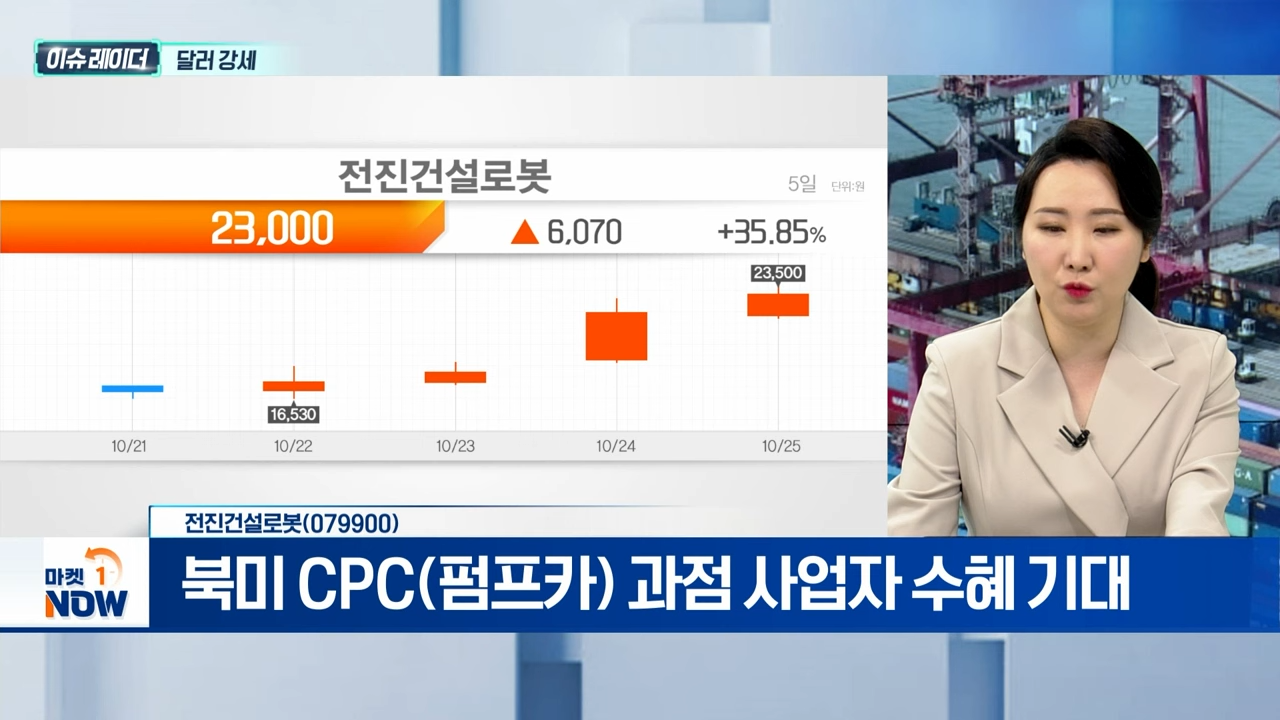 이슈 레이더 달러 강세
전진건설로봇
5일 단위:원
23,000 ▲ 6,070 +35.85%
23,500
16,530
10/21 10/22 10/23 10/24 10/25
전진건설로봇(079900)
마켓 1
NOW
북미 CPC(펌프카) 과점 사업자 수혜 기대